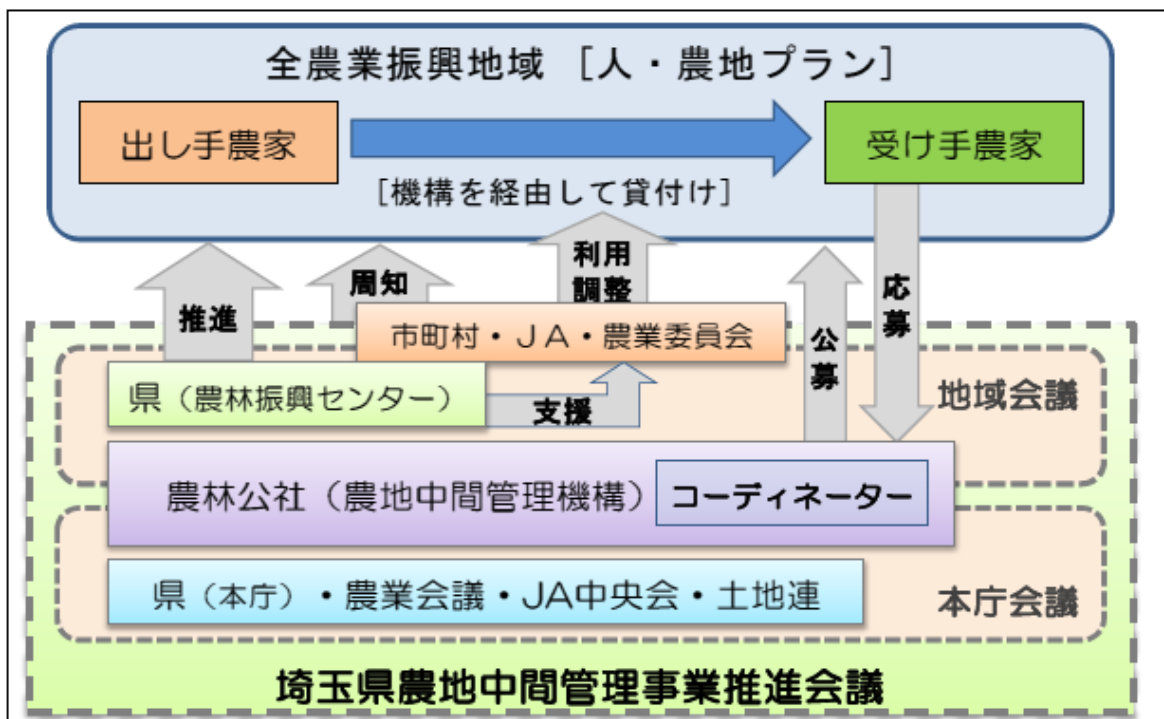 全農業振興地域 [人・農地プラン]
出し手農家
受け手農家
[機構を経由して貸付け]
推進
周知
利用
調整
公募
応募
市町村・JA・農業委員会
県(農林振興センター)
支援
地域会議
農林公社(農地中間管理機構)
コーディネーター
県(本庁)・農業会議・JA中央会・土地連
本庁会議
埼玉県農地中間管理事業推進会議